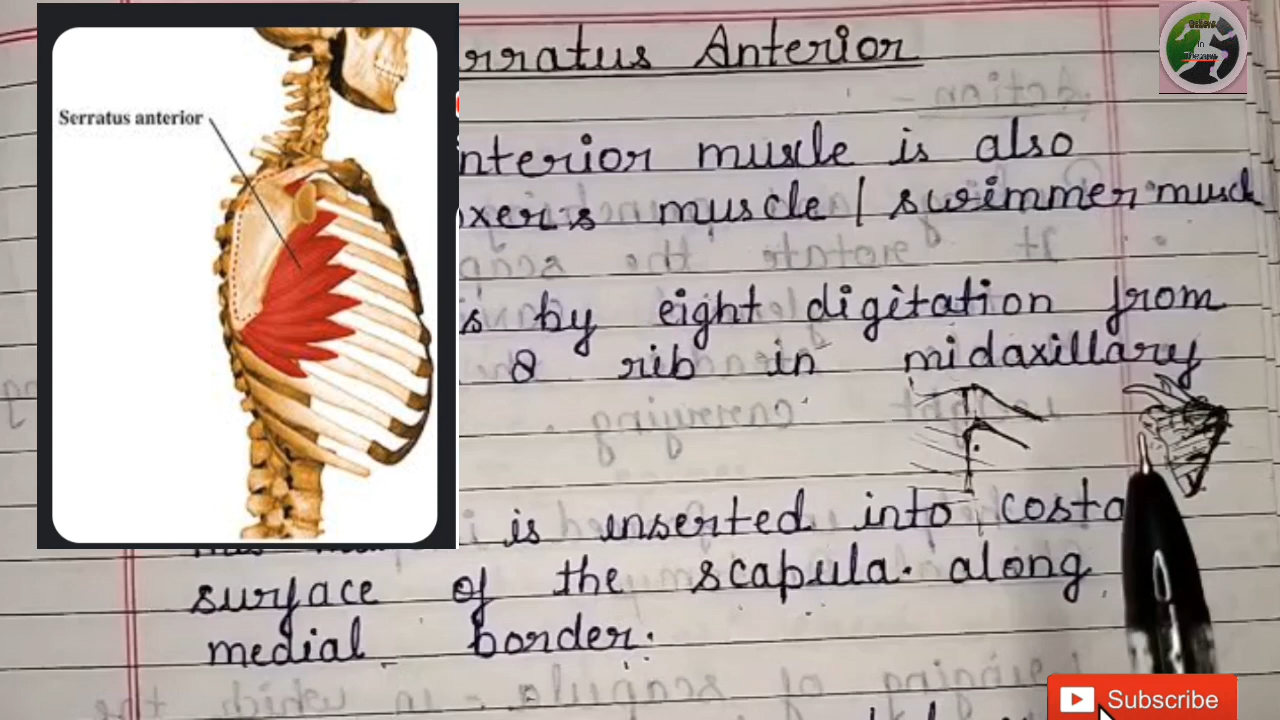 rratus Anterior
Serratus anterior
nterior muscle is also
oxer's muscle / swimmer muscl
s by eight digitation from
8 rib in midaxillary
is inserted into costa
surface of the scapula. along
medial border.
Subscribe